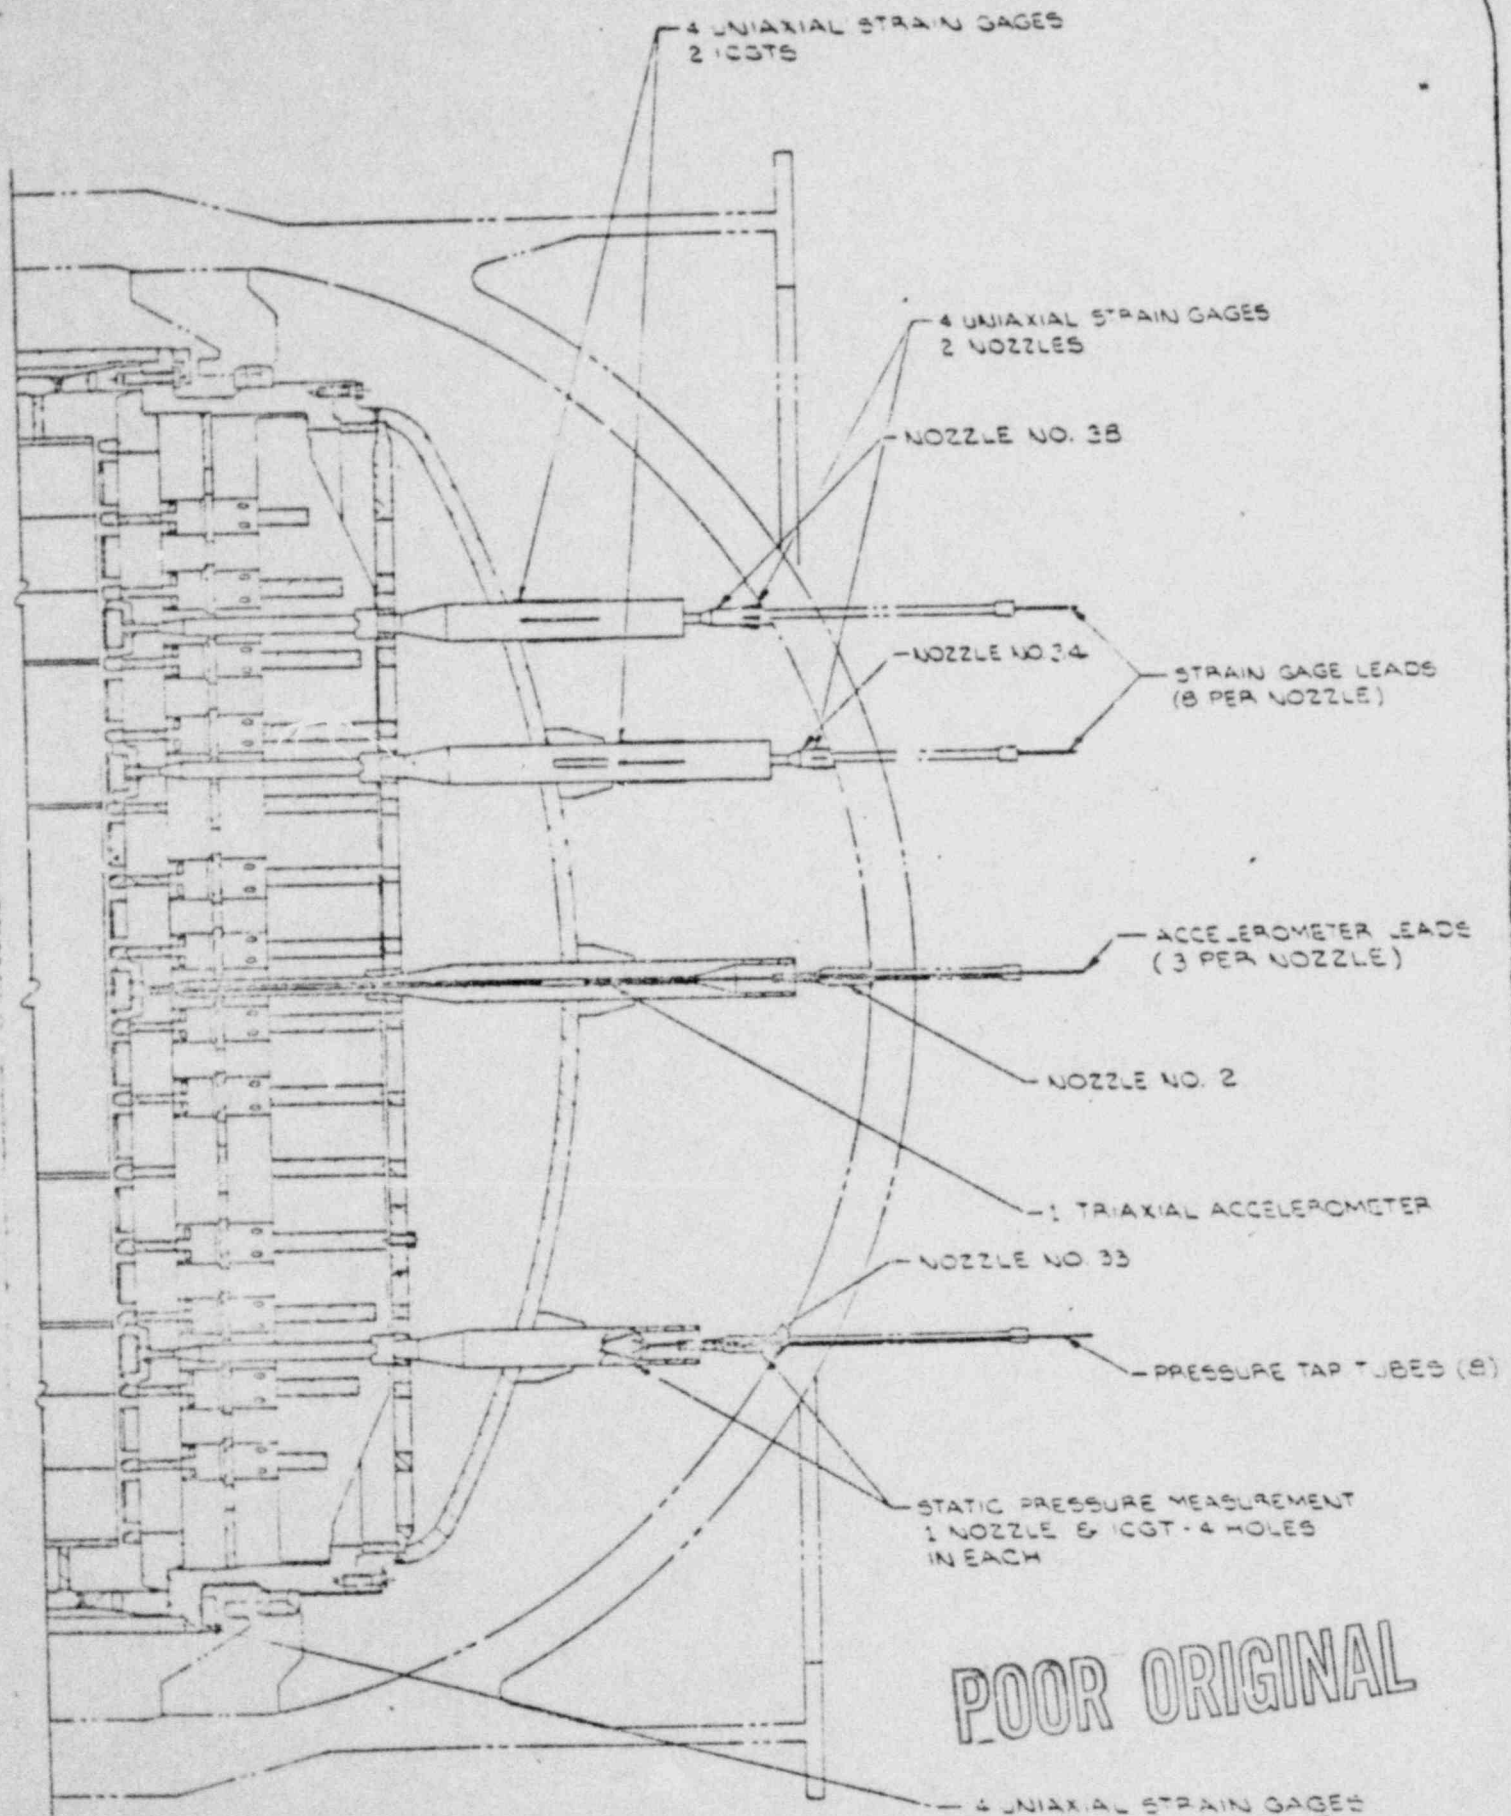 4 UNIAXIAL STRAIN GAGES
2 ICGTS
4 UNIAXIAL STRAIN GAGES
2 NOZZLES
NOZZLE NO. 38
NOZZLE NO. 34
STRAIN GAGE LEADS
(8 PER NOZZLE)
ACCELEROMETER LEADS
(3 PER NOZZLE)
NOZZLE NO. 2
1 TRIAXIAL ACCELEROMETER
NOZZLE NO. 33
PRESSURE TAP TUBES (8)
STATIC PRESSURE MEASUREMENT
1 NOZZLE & ICGT - 4 HOLES
IN EACH
POOR ORIGINAL
4 UNIAXIAL STRAIN GAGES